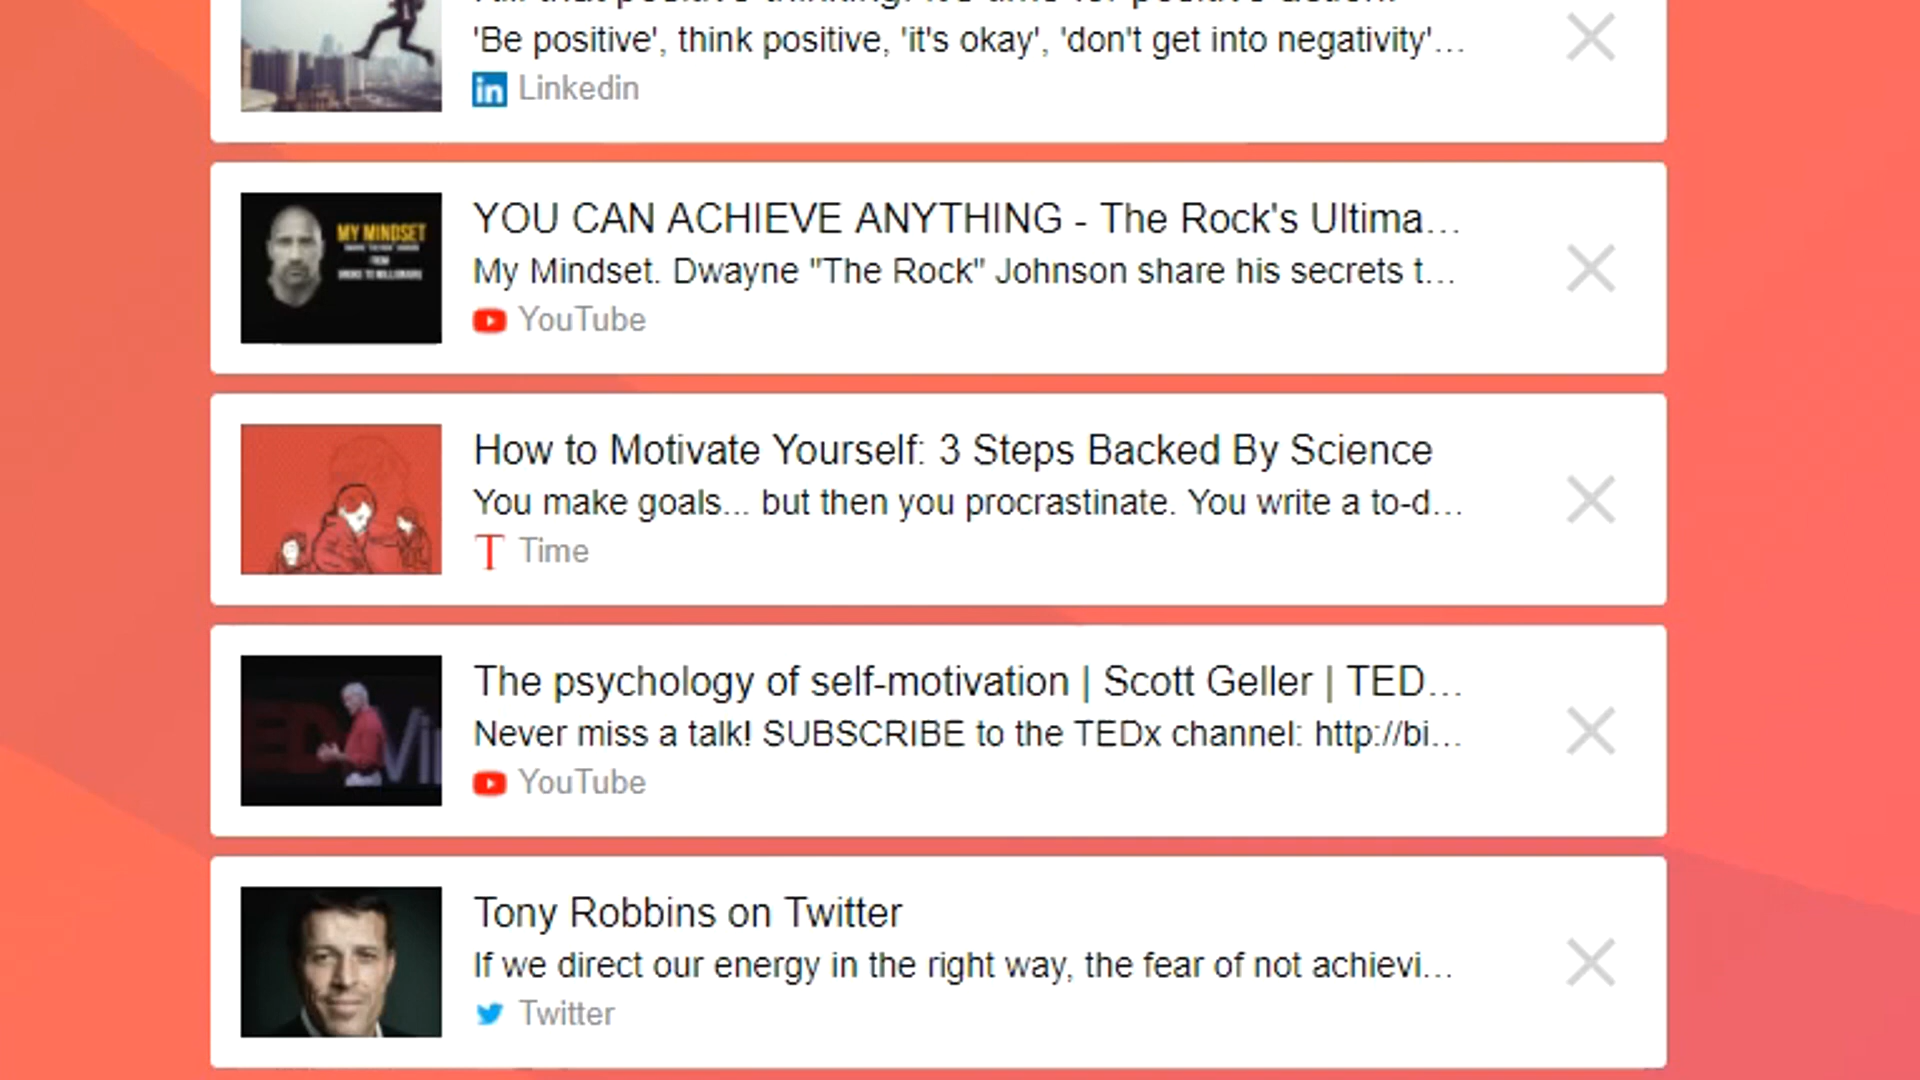 'Be positive', think positive, 'it's okay', 'don't get into negativity'...
in Linkedin
YOU CAN ACHIEVE ANYTHING - The Rock's Ultima...
My Mindset. Dwayne "The Rock" Johnson share his secrets t...
YouTube
MY MINDSET
How to Motivate Yourself: 3 Steps Backed By Science
You make goals... but then you procrastinate. You write a to-d...
T Time
The psychology of self-motivation | Scott Geller | TED...
Never miss a talk! SUBSCRIBE to the TEDx channel: http://bi...
YouTube
Tony Robbins on Twitter
If we direct our energy in the right way, the fear of not achievi...
Twitter